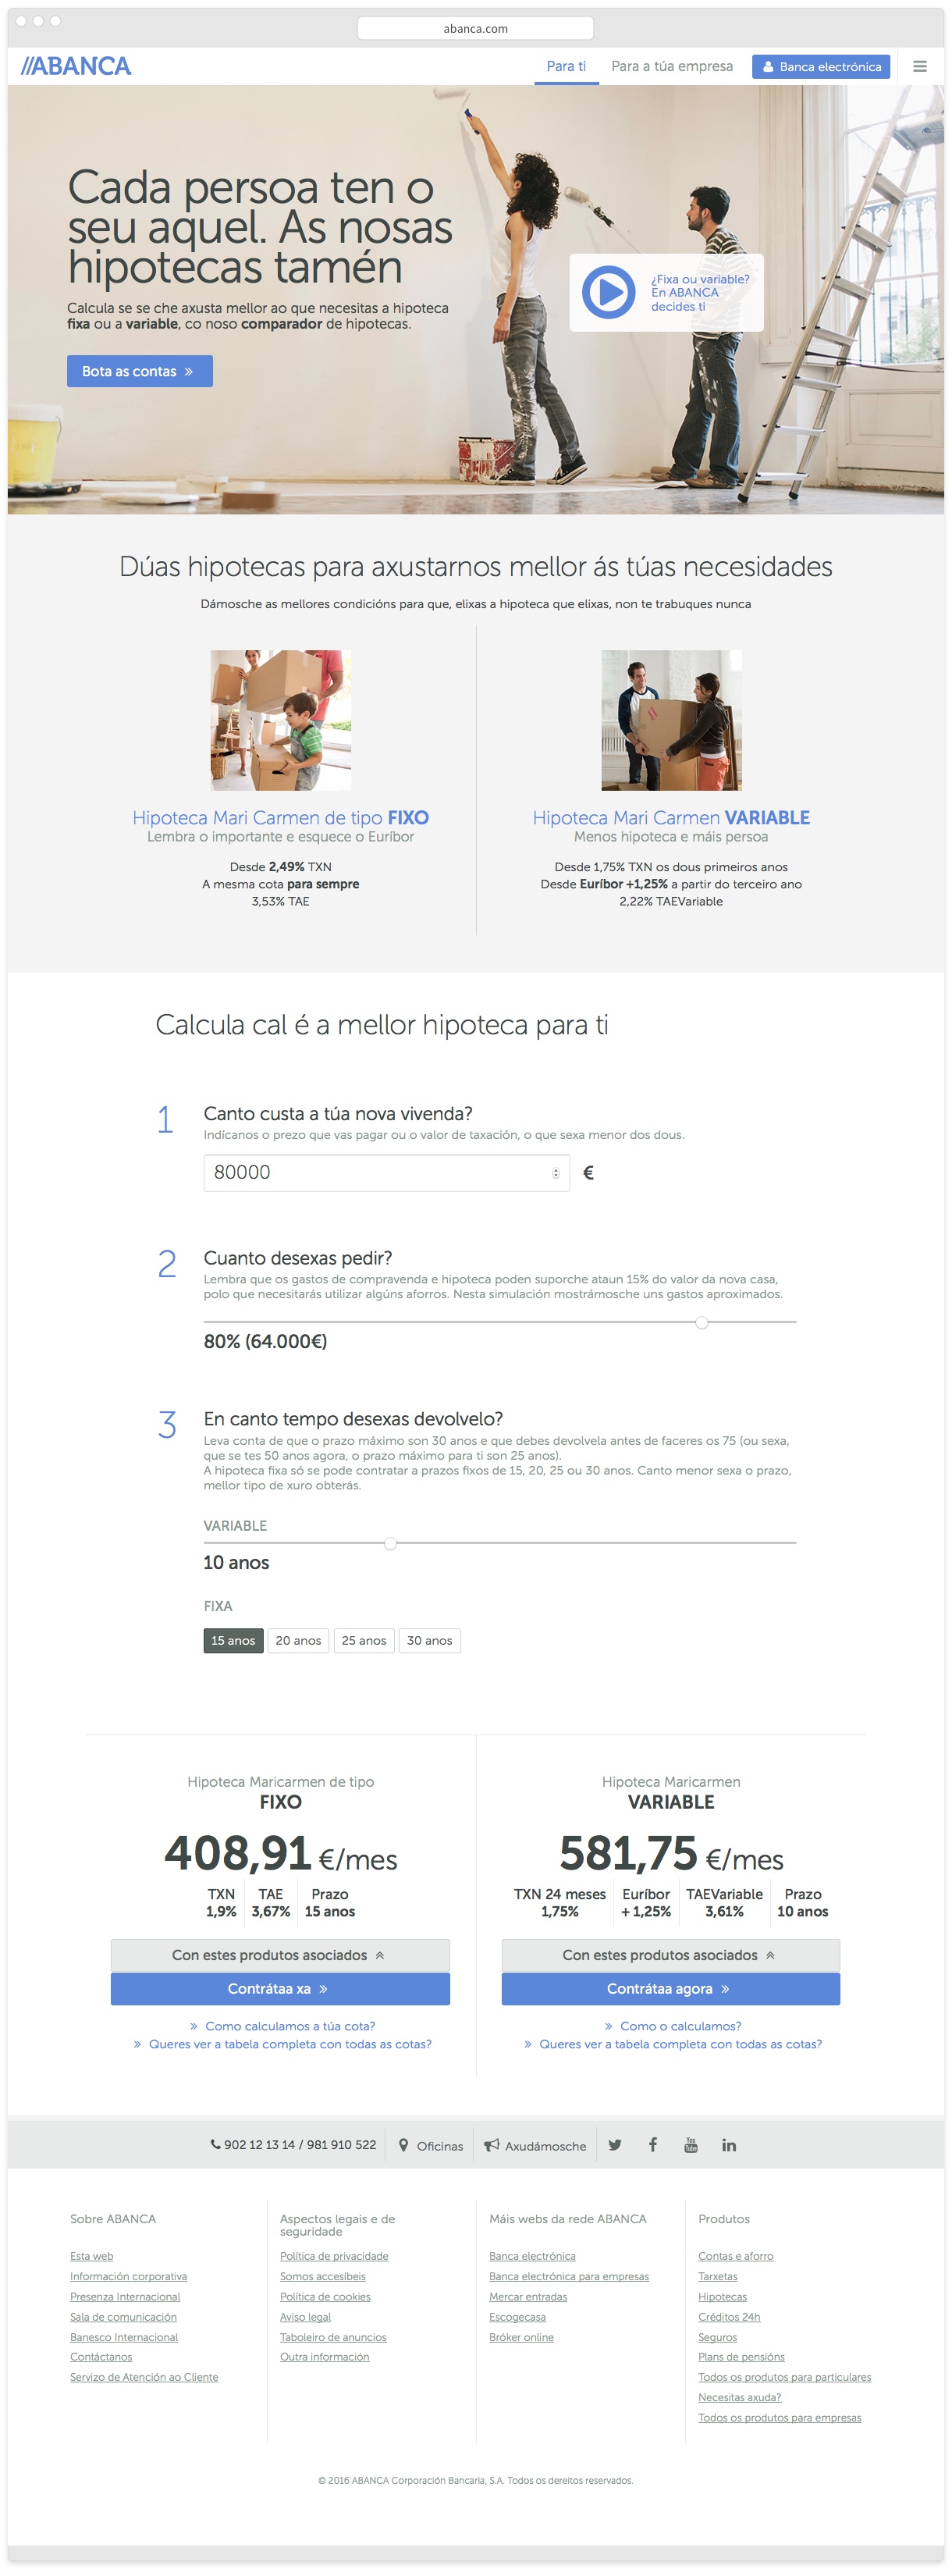 abanca.com
//ABANCA
Para ti
Para a túa empresa
Banca electrónica
Cada persoa ten o
seu aquel. As nosas
hipotecas tamén
Calcula se se che axusta mellor ao que necesitas a hipoteca
fixa ou a variable, co noso comparador de hipotecas.
Bota as contas »
¿Fixa ou variable?
En ABANCA
decides ti
Dúas hipotecas para axustarnos mellor ás túas necesidades
Dámosche as mellores condicións para que, elixas a hipoteca que elixas, non te trabuques nunca
Hipoteca Mari Carmen de tipo FIXO
Lembra o importante e esquece o Euríbor
Desde 2,49% TXN
A mesma cota para sempre
3,53% TAE
Hipoteca Mari Carmen VARIABLE
Menos hipoteca e máis persoa
Desde 1,75% TXN os dous primeiros anos
Desde Euríbor +1,25% a partir do terceiro ano
2,22% TAEVariable
Calcula cal é a mellor hipoteca para ti
1
Canto custa a túa nova vivenda?
Indícanos o prezo que vas pagar ou o valor de taxación, o que sexa menor dos dous.
80000 €
2
Cuanto desexas pedir?
Lembra que os gastos de compravenda e hipoteca poden suporche ataun 15% do valor da nova casa,
polo que necesitarás utilizar algúns aforros. Nesta simulación mostrámosche uns gastos aproximados.
80% (64.000€)
3
En canto tempo desexas devolvelo?
Leva conta de que o prazo máximo son 30 anos e que debes devolvela antes de faceres os 75 (ou sexa,
que se tes 50 anos agora, o prazo máximo para ti son 25 anos).
A hipoteca fixa só se pode contratar a prazos fixos de 15, 20, 25 ou 30 anos. Canto menor sexa o prazo,
mellor tipo de xuro obterás.
VARIABLE
10 anos
FIXA
15 anos
20 anos
25 anos
30 anos
Hipoteca Maricarmen de tipo
FIXO
408,91 €/mes
TXN
1,9%
TAE
3,67%
Prazo
15 anos
Con estes produtos asociados
Contrátaa xa »
» Como calculamos a túa cota?
» Queres ver a tabela completa con todas as cotas?
Hipoteca Maricarmen
VARIABLE
581,75 €/mes
TXN 24 meses
1,75%
Euríbor
+ 1,25%
TAEVariable
3,61%
Prazo
10 anos
Con estes produtos asociados
Contrátaa agora »
» Como o calculamos?
» Queres ver a tabela completa con todas as cotas?
902 12 13 14 / 981 910 522
Oficinas
Axudámosche
You
Tube
Sobre ABANCA
Esta web
Información corporativa
Presenza Internacional
Sala de comunicación
Banesco Internacional
Contáctanos
Servizo de Atención ao Cliente
Aspectos legais e de
seguridade
Política de privacidade
Somos accesíbeis
Política de cookies
Aviso legal
Taboleiro de anuncios
Outra información
Máis webs da rede ABANCA
Banca electrónica
Banca electrónica para empresas
Mercar entradas
Escogecasa
Bróker online
Produtos
Contas e aforro
Tarxetas
Hipotecas
Créditos 24h
Seguros
Plans de pensións
Todos os produtos para particulares
Necesitas axuda?
Todos os produtos para empresas
© 2016 ABANCA Corporación Bancaria, S.A. Todos os dereitos reservados.